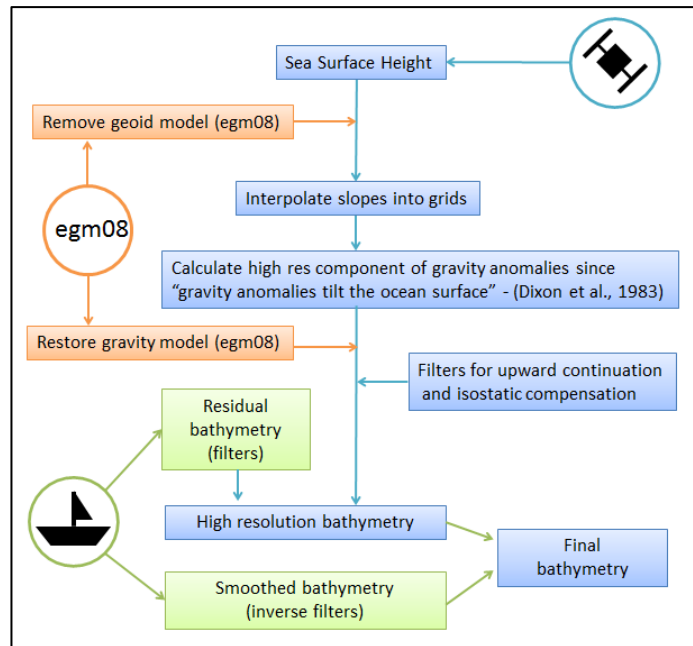 Sea Surface Height
Remove geoid model (egm08)
egm08
Interpolate slopes into grids
Calculate high res component of gravity anomalies since
“gravity anomalies tilt the ocean surface” - (Dixon et al., 1983)
Restore gravity model (egm08)
Filters for upward continuation
and isostatic compensation
Residual
bathymetry
(filters)
High resolution bathymetry
Final
bathymetry
Smoothed bathymetry
(inverse filters)